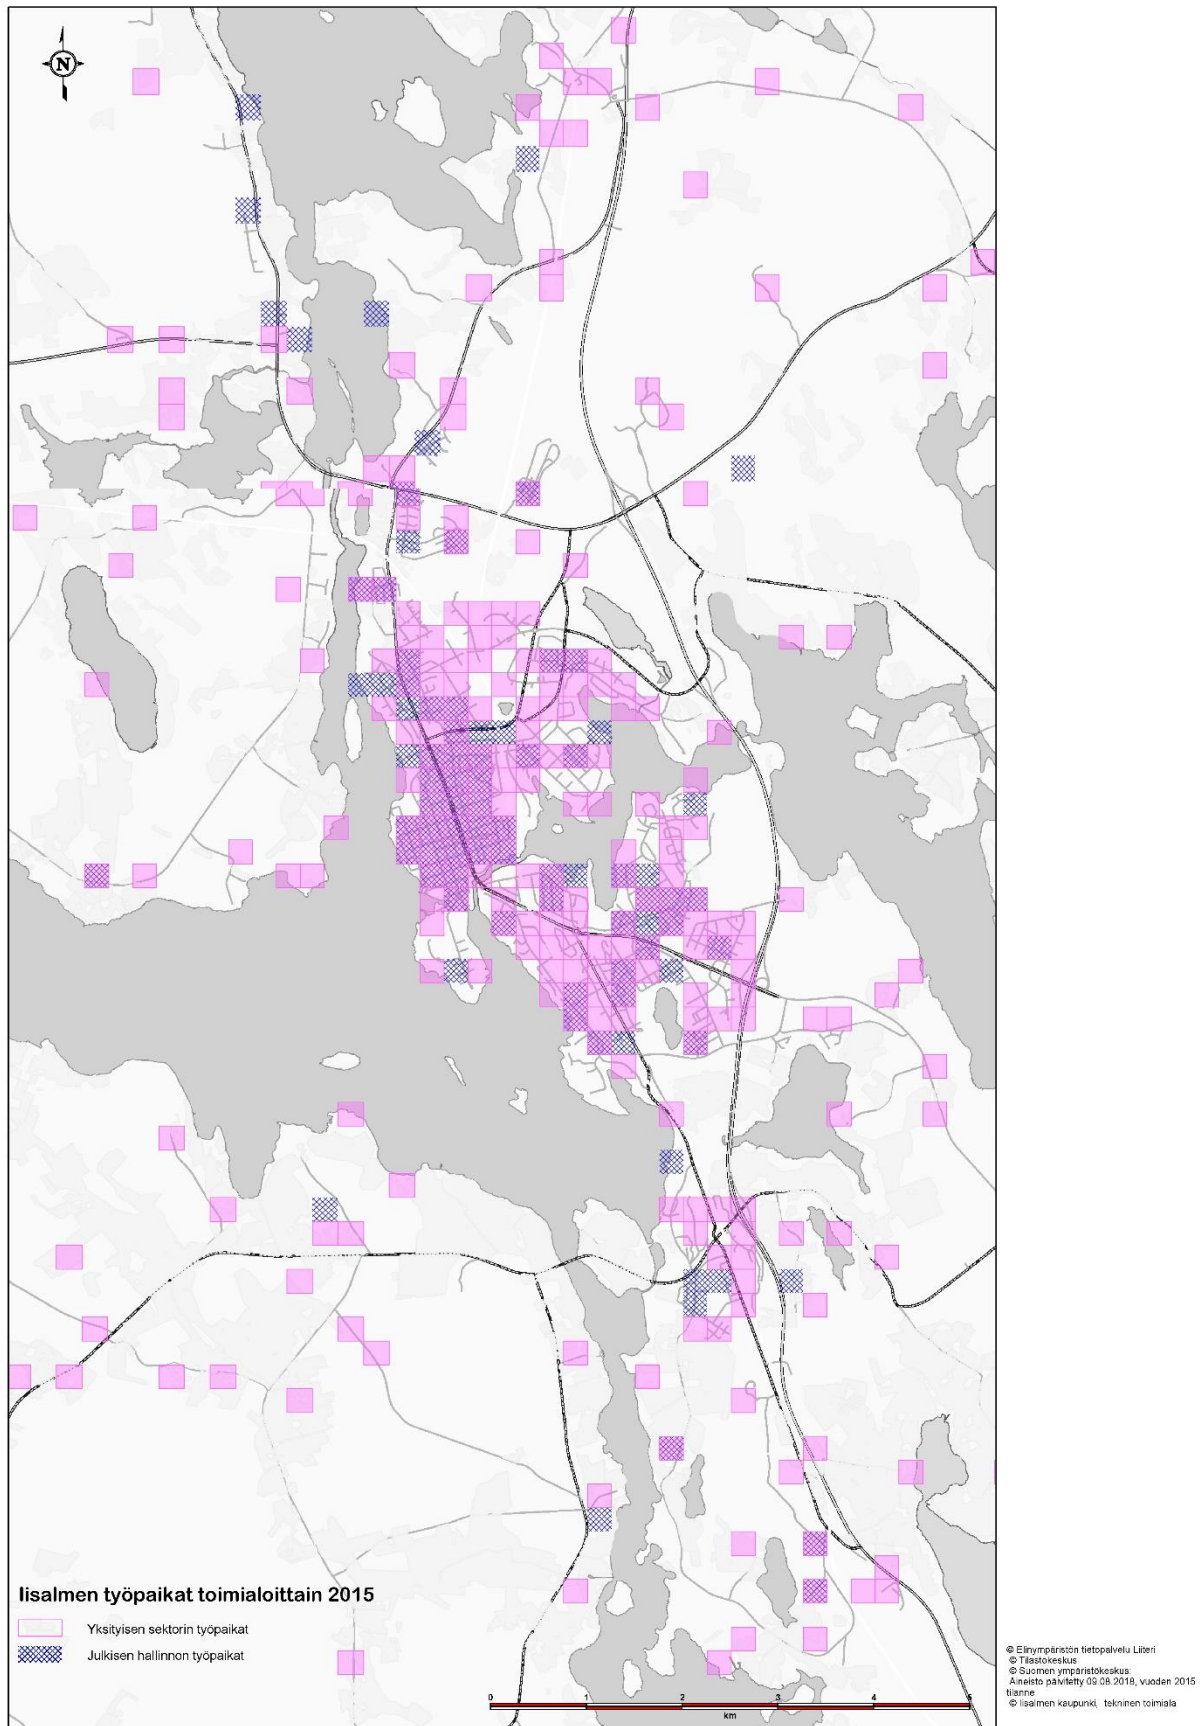 N
Iisalmen työpaikat toimialoittain 2015
Yksityisen sektorin työpaikat
Julkisen hallinnon työpaikat
0 1 2 3 4 5
km
© Elinympäristön tietopalvelu Liiteri
© Tilastokeskus
© Suomen ympäristökeskus
Aineisto päivitetty 09.08.2018, vuoden 2015
tilanne
© Iisalmen kaupunki, tekninen toimiala